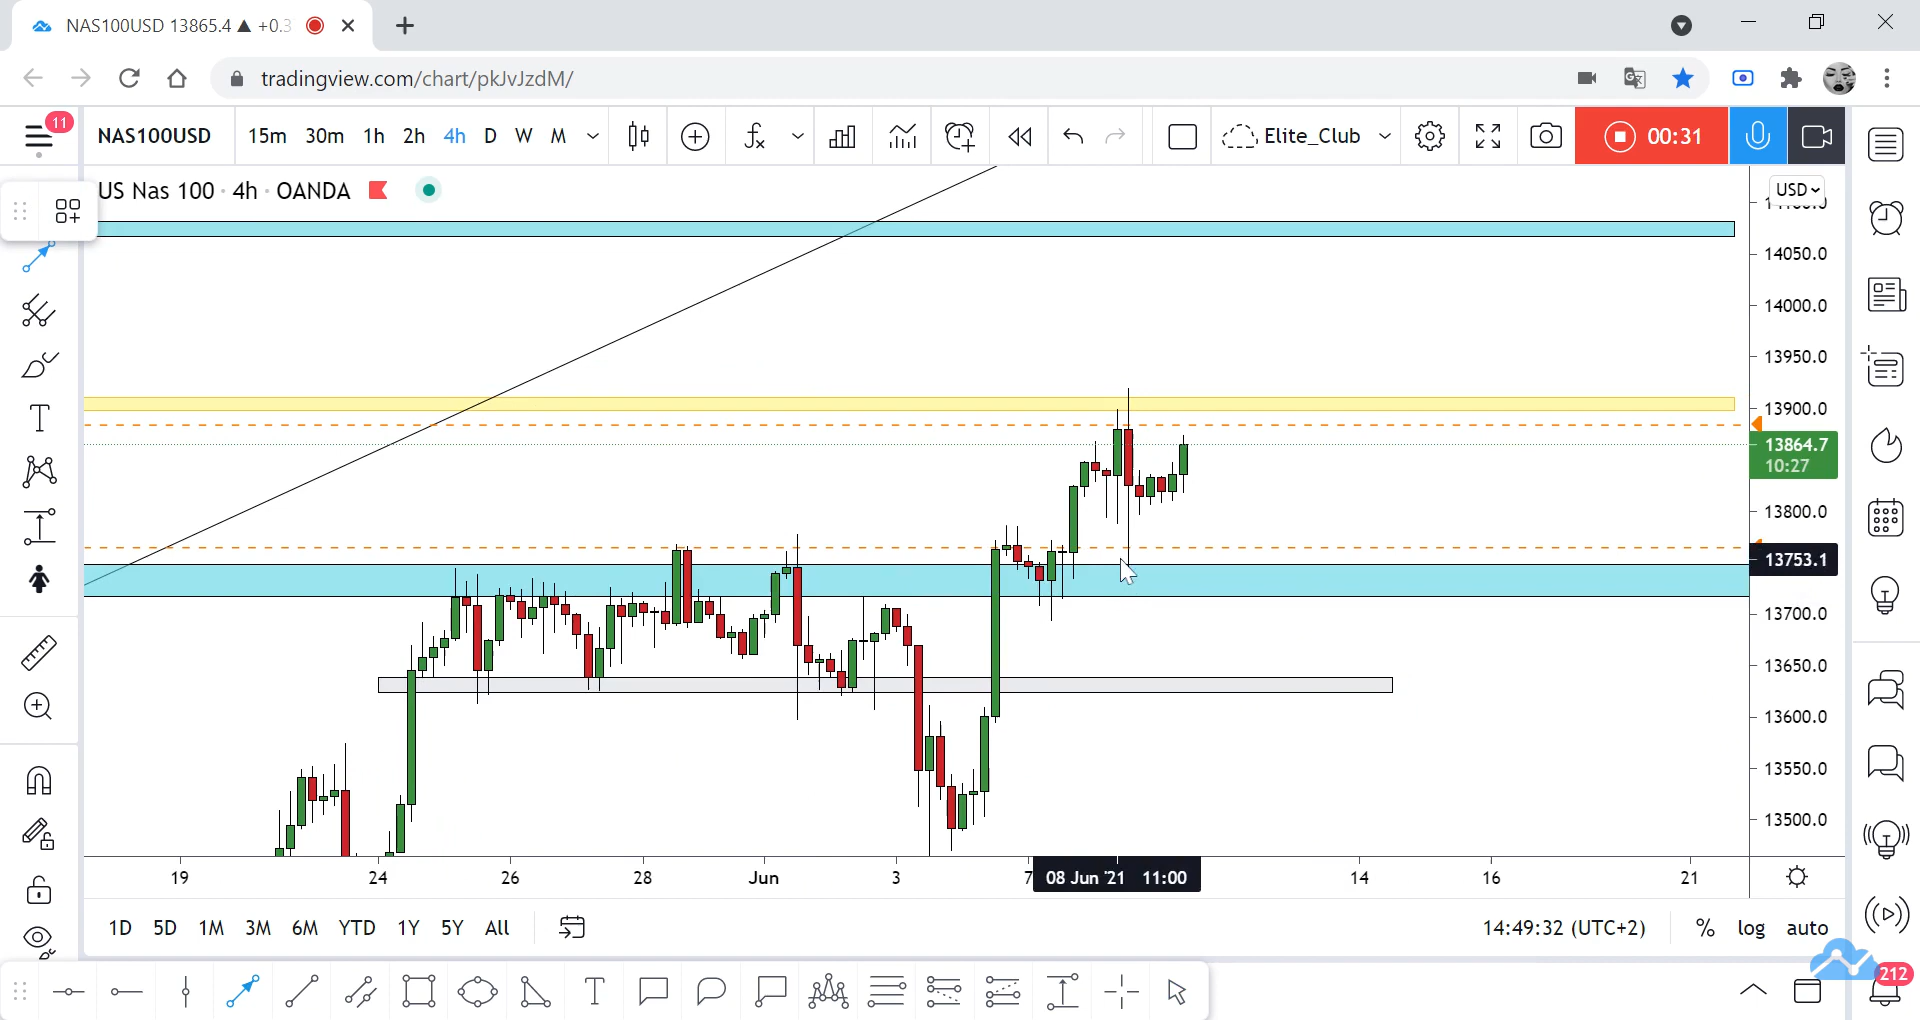 NAS100USD 13865.4 ▲ +0.3
tradingview.com/chart/pkJvJzdM/
11
NAS100USD 15m 30m 1h 2h 4h D W M Elite_Club 00:31
US Nas 100 · 4h · OANDA
USD
14050.0
14000.0
13950.0
13900.0
13864.7
10:27
13800.0
13753.1
13700.0
13650.0
13600.0
13550.0
13500.0
19 24 26 28 Jun 3 7 08 Jun '21 11:00 14 16 21
1D 5D 1M 3M 6M YTD 1Y 5Y All 14:49:32 (UTC+2) % log auto
212